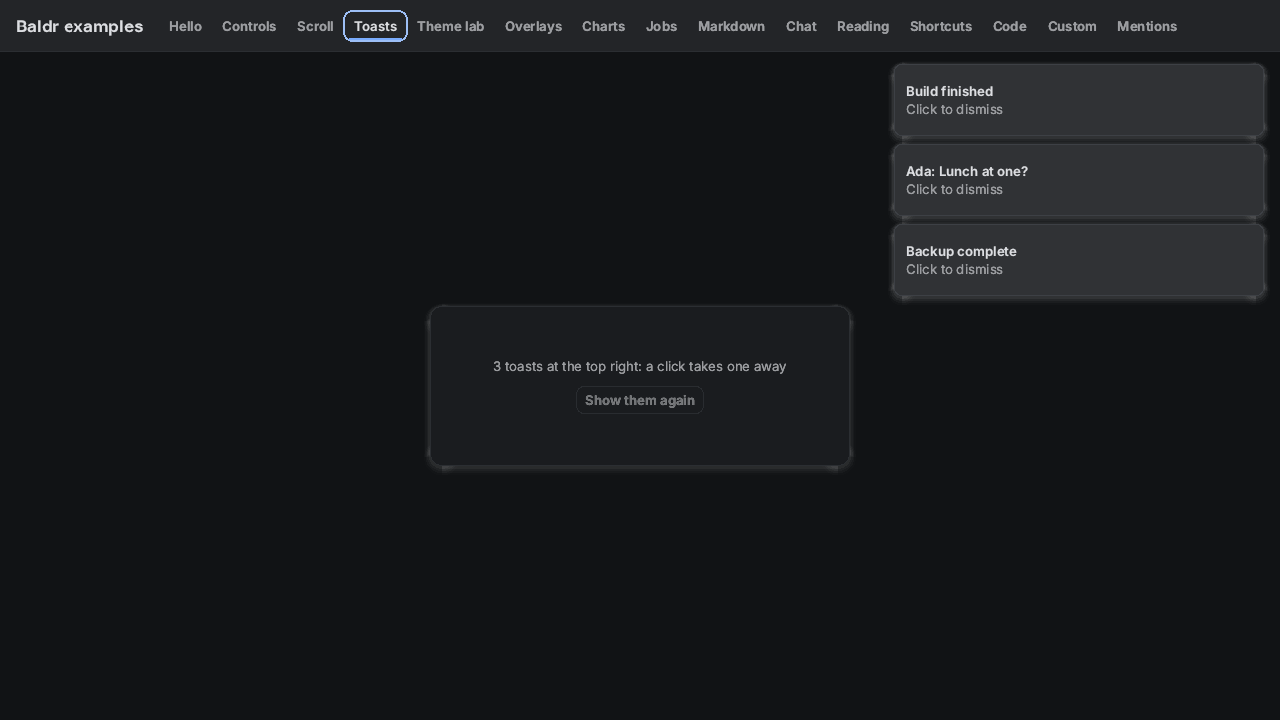 Baldr examples Hello Controls Scroll Toasts Theme lab Overlays Charts Jobs Markdown Chat Reading Shortcuts Code Custom Mentions
Build finished
Click to dismiss
Ada: Lunch at one?
Click to dismiss
Backup complete
Click to dismiss
3 toasts at the top right: a click takes one away
Show them again